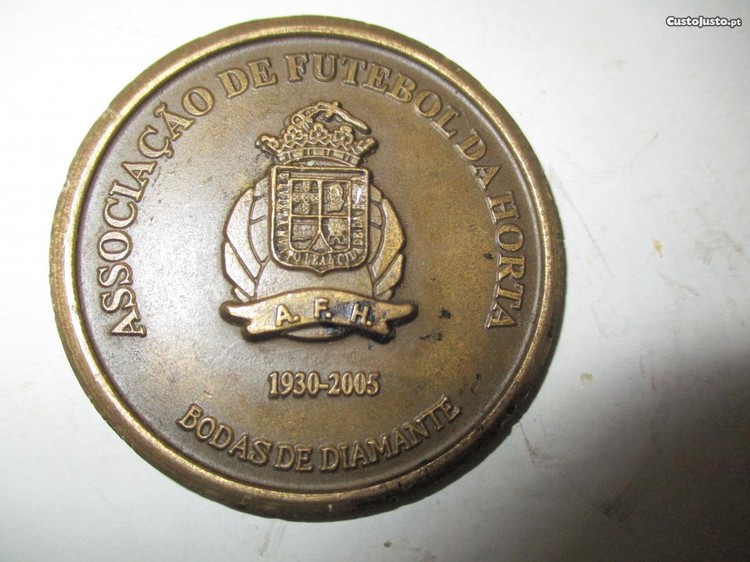 CustoJusto.pt
ASSOCIAÇÃO DE FUTEBOL DA HORTA
A. F. H.
1930-2005
BODAS DE DIAMANTE